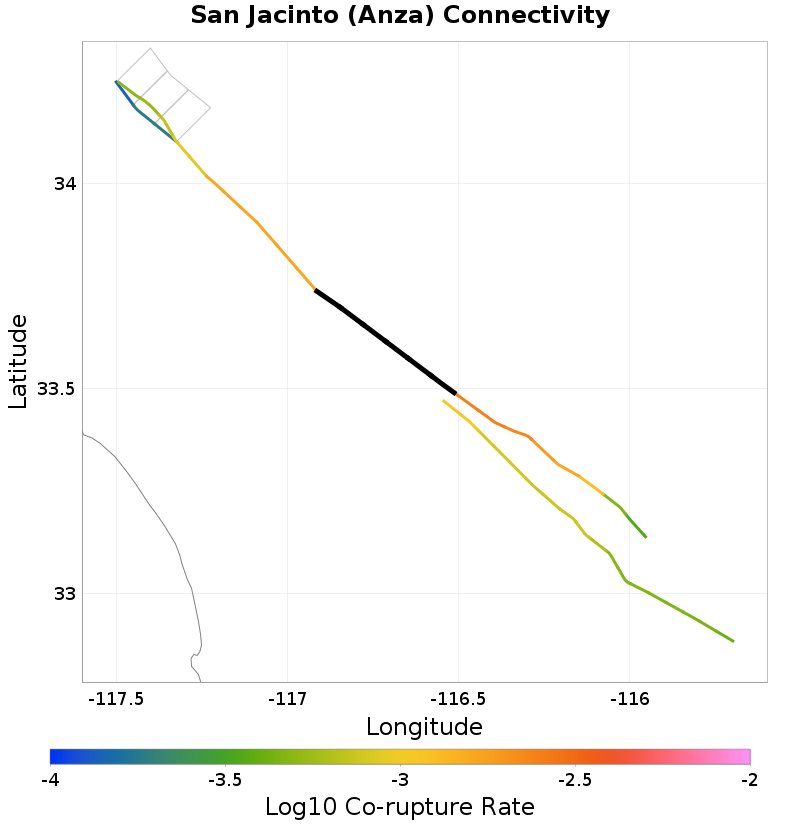 San Jacinto (Anza) Connectivity
34
33.5
33
Latitude
-117.5 -117 -116.5 -116
Longitude
-4 -3.5 -3 -2.5 -2
Log10 Co-rupture Rate